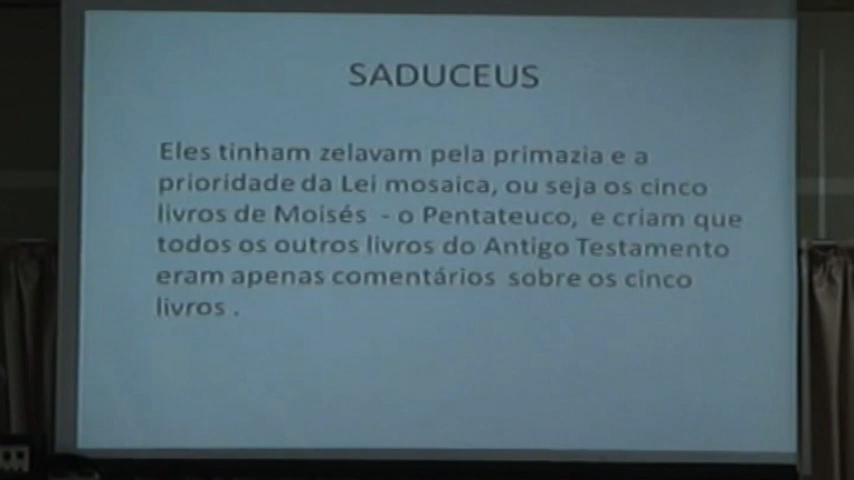 SADUCEUS
Eles tinham zelavam pela primazia e a
prioridade da Lei mosaica, ou seja os cinco
livros de Moisés - o Pentateuco, e criam que
todos os outros livros do Antigo Testamento
eram apenas comentários sobre os cinco
livros .